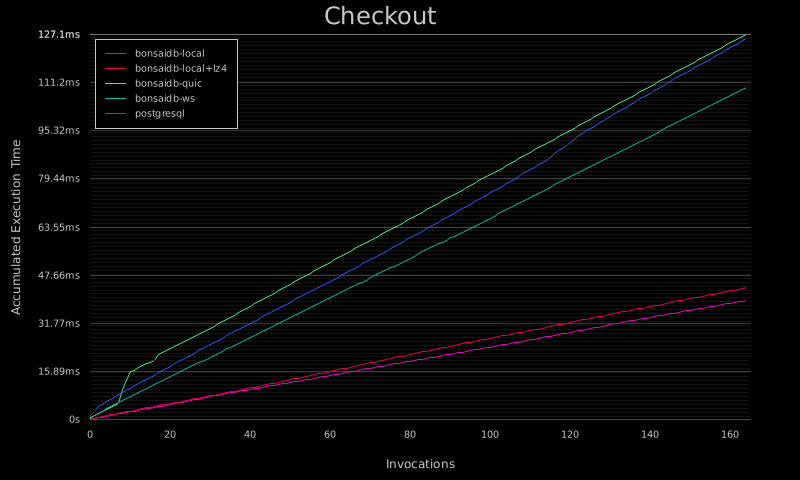 Checkout
127.1ms
111.2ms
95.32ms
79.44ms
63.55ms
47.66ms
31.77ms
15.89ms
0s
bonsaidb-local
bonsaidb-local+lz4
bonsaidb-quic
bonsaidb-ws
postgresql
Accumulated Execution Time
0 20 40 60 80 100 120 140 160
Invocations